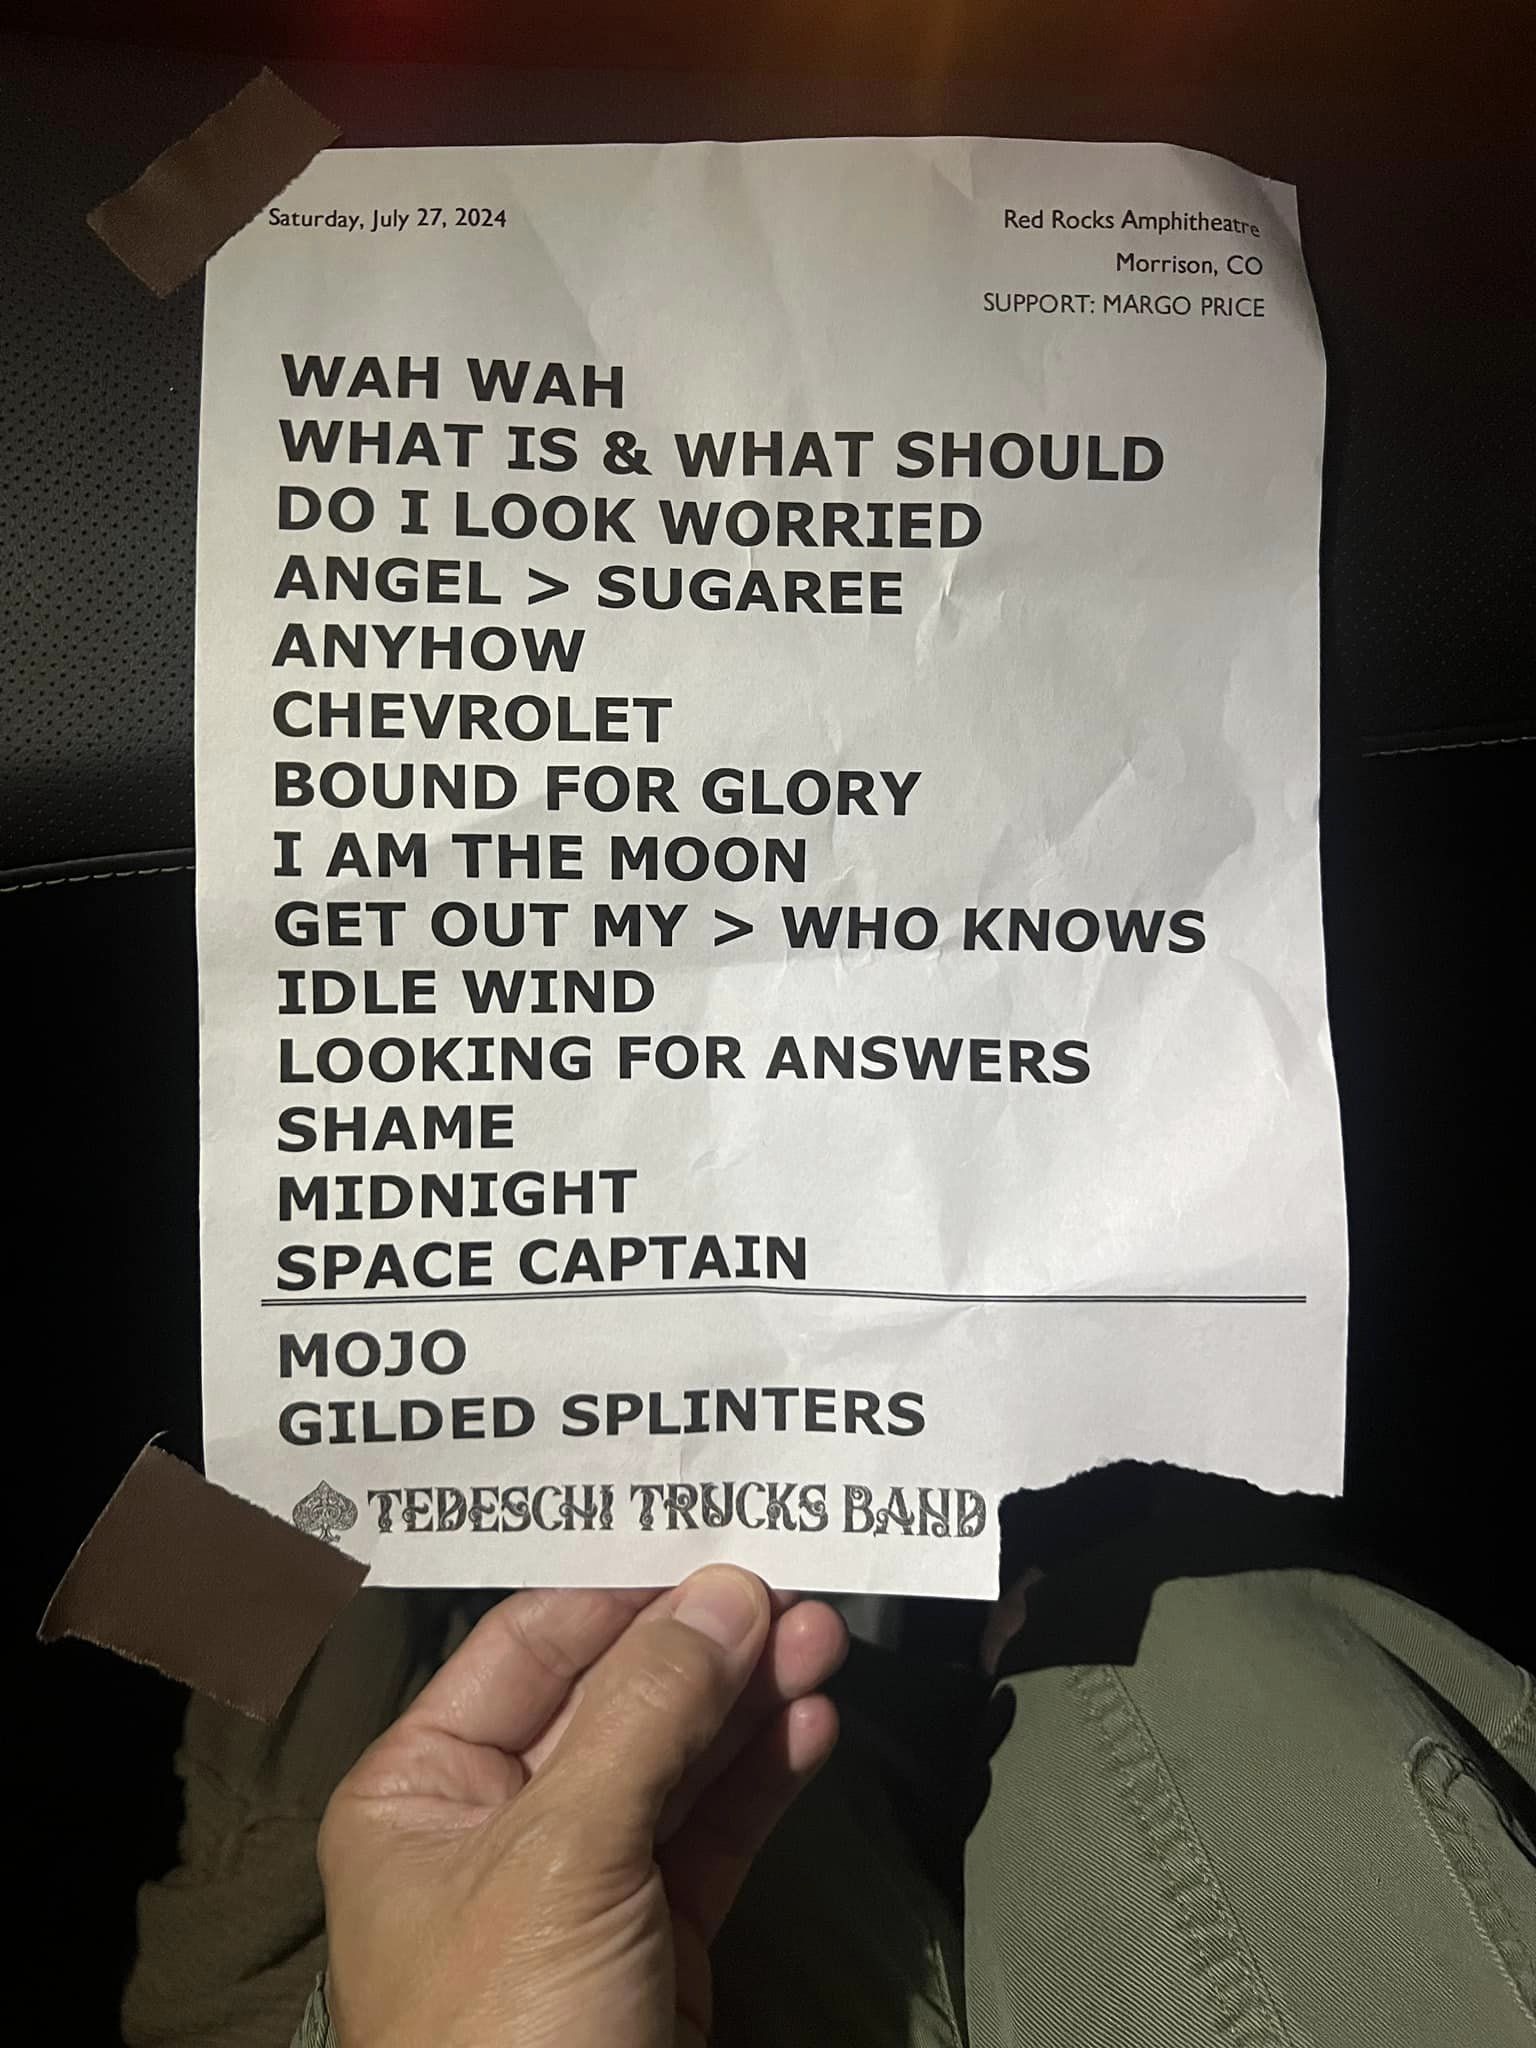 Saturday, July 27, 2024
Red Rocks Amphitheatre
Morrison, CO
SUPPORT: MARGO PRICE
WAH WAH
WHAT IS & WHAT SHOULD
DO I LOOK WORRIED
ANGEL > SUGAREE
ANYHOW
CHEVROLET
BOUND FOR GLORY
I AM THE MOON
GET OUT MY > WHO KNOWS
IDLE WIND
LOOKING FOR ANSWERS
SHAME
MIDNIGHT
SPACE CAPTAIN
MOJO
GILDED SPLINTERS
TEDESCHI TRUCKS BAND